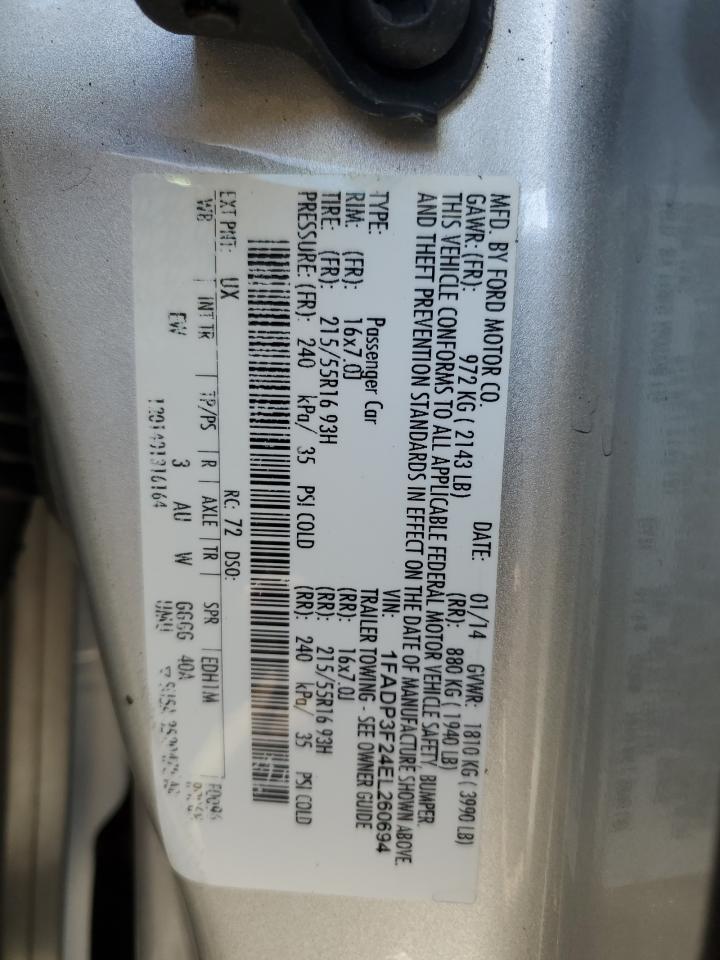 MFD. BY FORD MOTOR CO. DATE: 01/14 GVWR: 1810 KG ( 3990 LB)
GAWR: (FR): 972 KG ( 2143 LB) (RR): 880 KG ( 1940 LB)
THIS VEHICLE CONFORMS TO ALL APPLICABLE FEDERAL MOTOR VEHICLE SAFETY, BUMPER,
AND THEFT PREVENTION STANDARDS IN EFFECT ON THE DATE OF MANUFACTURE SHOWN ABOVE.
VIN: 1FADP3F24EL260694
TYPE: Passenger Car TRAILER TOWING - SEE OWNER GUIDE
RIM: (FR): 16x7.0J (RR): 16x7.0J
TIRE: (FR): 215/55R16 93H (RR): 215/55R16 93H
PRESSURE: (FR): 240 kPa/ 35 PSI COLD (RR): 240 kPa/ 35 PSI COLD
EXT PNT: UX RC: 72 DSO:
WB INT TR TP/PS R AXLE TR SPR EDHTM
EW 3 AU W GGGG 40A